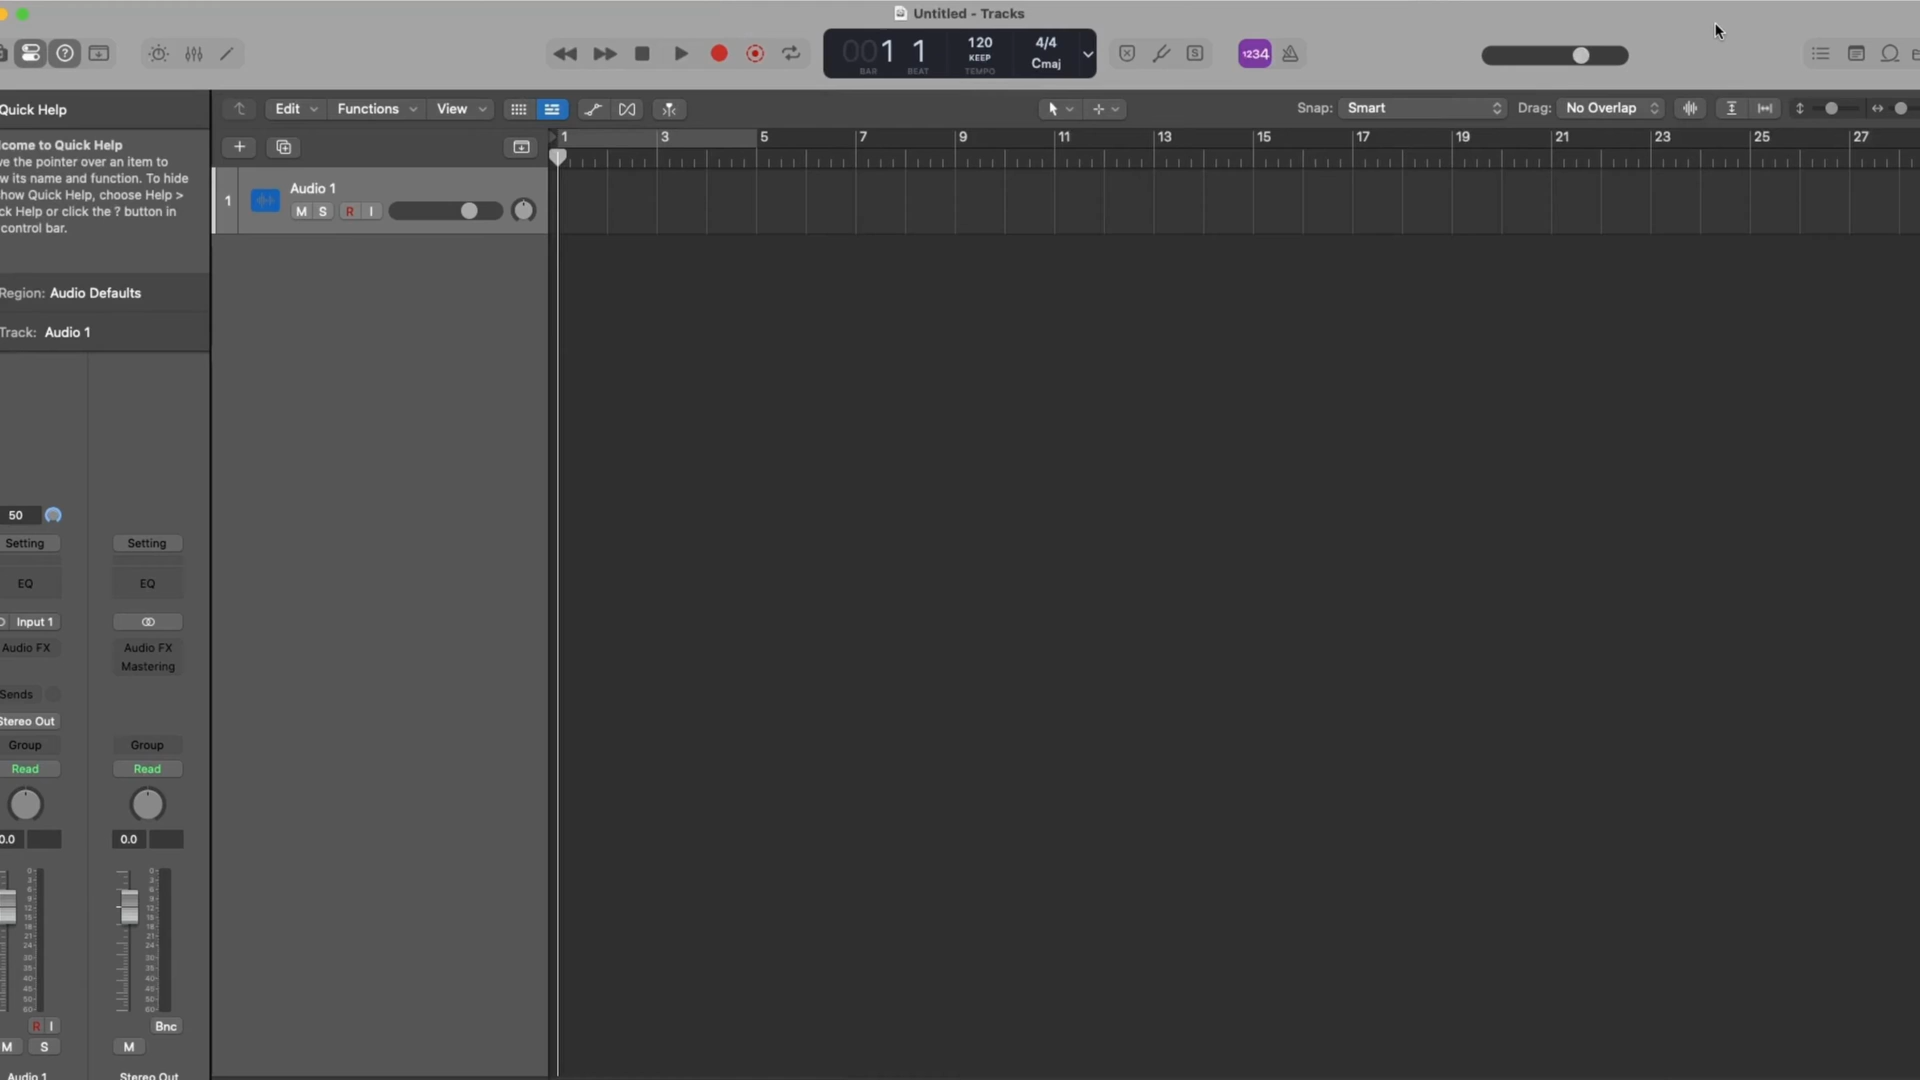 Untitled - Tracks
001 1
BAR BEAT
120
KEEP
TEMPO
4/4
Cmaj
S
1234
Quick Help
Edit
Functions
View
Snap: Smart
Drag: No Overlap
1 3 5 7 9 11 13 15 17 19 21 23 25 27
come to Quick Help
ve the pointer over an item to
w its name and function. To hide
show Quick Help, choose Help >
ck Help or click the ? button in
control bar.
1
Audio 1
M S R I
Region: Audio Defaults
Track: Audio 1
50
Setting Setting
EQ EQ
Input 1
Audio FX Audio FX
Mastering
Sends
Stereo Out
Group Group
Read Read
0.0 0.0
R I Bnc
M S M
Audio 1 Stereo Out